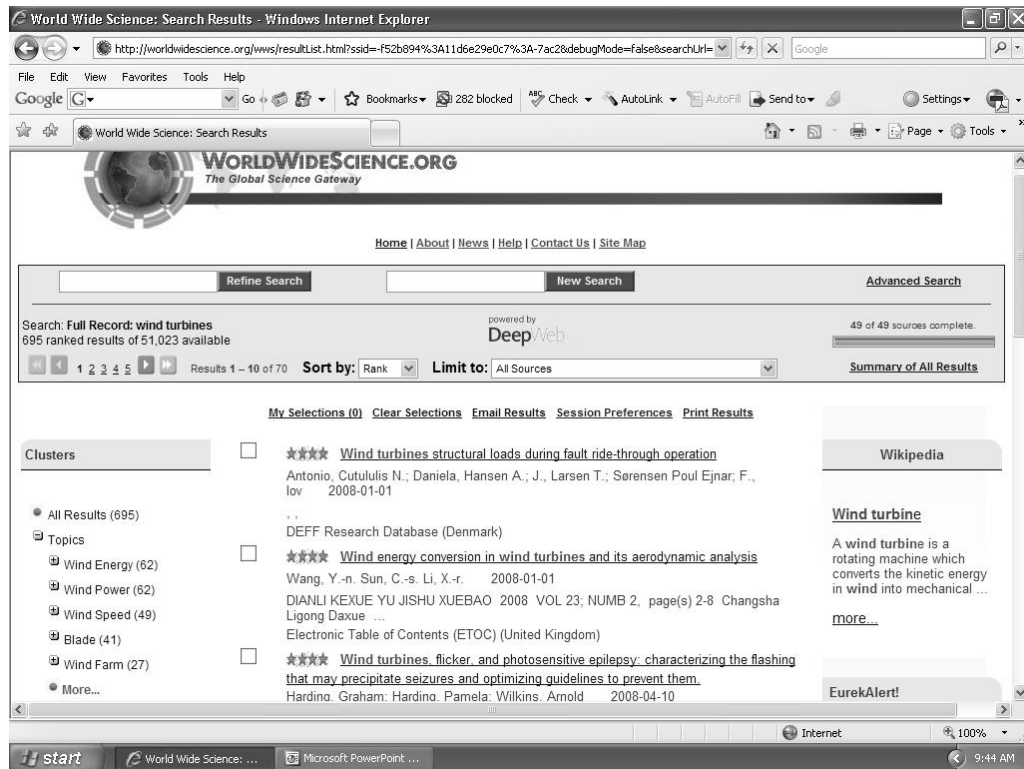 World Wide Science: Search Results - Windows Internet Explorer
http://worldwidescience.org/wws/resultList.html?ssid=-f52b894%3A11d6e29e0c7%3A-7ac2&debugMode=false&searchUrl= Google
File Edit View Favorites Tools Help
Google G Go Bookmarks 282 blocked ABC Check AutoLink AutoFill Send to Settings
World Wide Science: Search Results Page Tools »
WORLDWIDESCIENCE.ORG
The Global Science Gateway
Home | About | News | Help | Contact Us | Site Map
Refine Search New Search Advanced Search
Search: Full Record: wind turbines powered by 49 of 49 sources complete.
695 ranked results of 51,023 available DeepWeb
1 2 3 4 5 Results 1 – 10 of 70 Sort by: Rank Limit to: All Sources Summary of All Results
My Selections (0) Clear Selections Email Results Session Preferences Print Results
Clusters
All Results (695)
Topics
Wind Energy (62)
Wind Power (62)
Wind Speed (49)
Blade (41)
Wind Farm (27)
More...
Wind turbines structural loads during fault ride-through operation
Antonio, Cutululis N.; Daniela, Hansen A.; J., Larsen T.; Sørensen Poul Ejnar; F.,
Iov 2008-01-01
, ,
DEFF Research Database (Denmark)
Wind energy conversion in wind turbines and its aerodynamic analysis
Wang, Y.-n. Sun, C.-s. Li, X.-r. 2008-01-01
DIANLI KEXUE YU JISHU XUEBAO 2008 VOL 23; NUMB 2, page(s) 2-8 Changsha
Ligong Daxue ...
Electronic Table of Contents (ETOC) (United Kingdom)
Wind turbines, flicker, and photosensitive epilepsy: characterizing the flashing
that may precipitate seizures and optimizing guidelines to prevent them.
Harding, Graham; Harding, Pamela; Wilkins, Arnold 2008-04-10
Wikipedia
Wind turbine
A wind turbine is a
rotating machine which
converts the kinetic energy
in wind into mechanical ...
more...
EurekAlert!
Internet 100%
start World Wide Science: ... Microsoft PowerPoint ... 9:44 AM